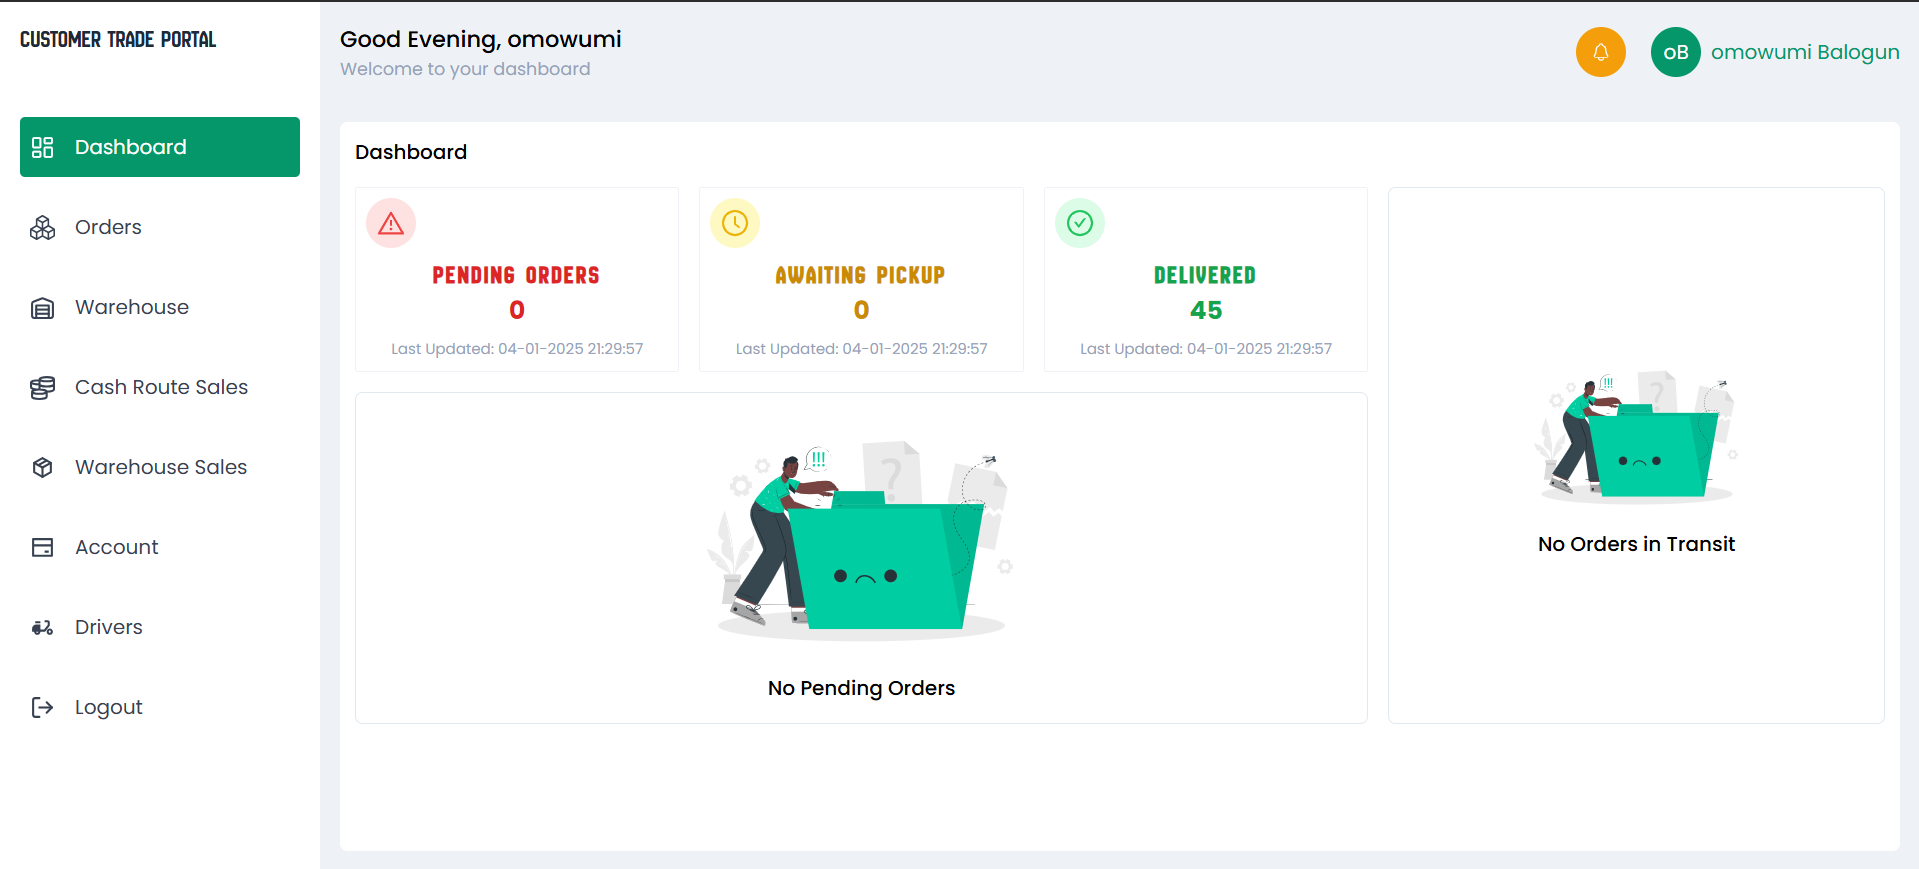 CUSTOMER TRADE PORTAL
Dashboard
Orders
Warehouse
Cash Route Sales
Warehouse Sales
Account
Drivers
Logout
Good Evening, omowumi
Welcome to your dashboard
oB
omowumi Balogun
Dashboard
PENDING ORDERS
0
Last Updated: 04-01-2025 21:29:57
AWAITING PICKUP
0
Last Updated: 04-01-2025 21:29:57
DELIVERED
45
Last Updated: 04-01-2025 21:29:57
!!!
?
No Pending Orders
!!!
?
No Orders in Transit